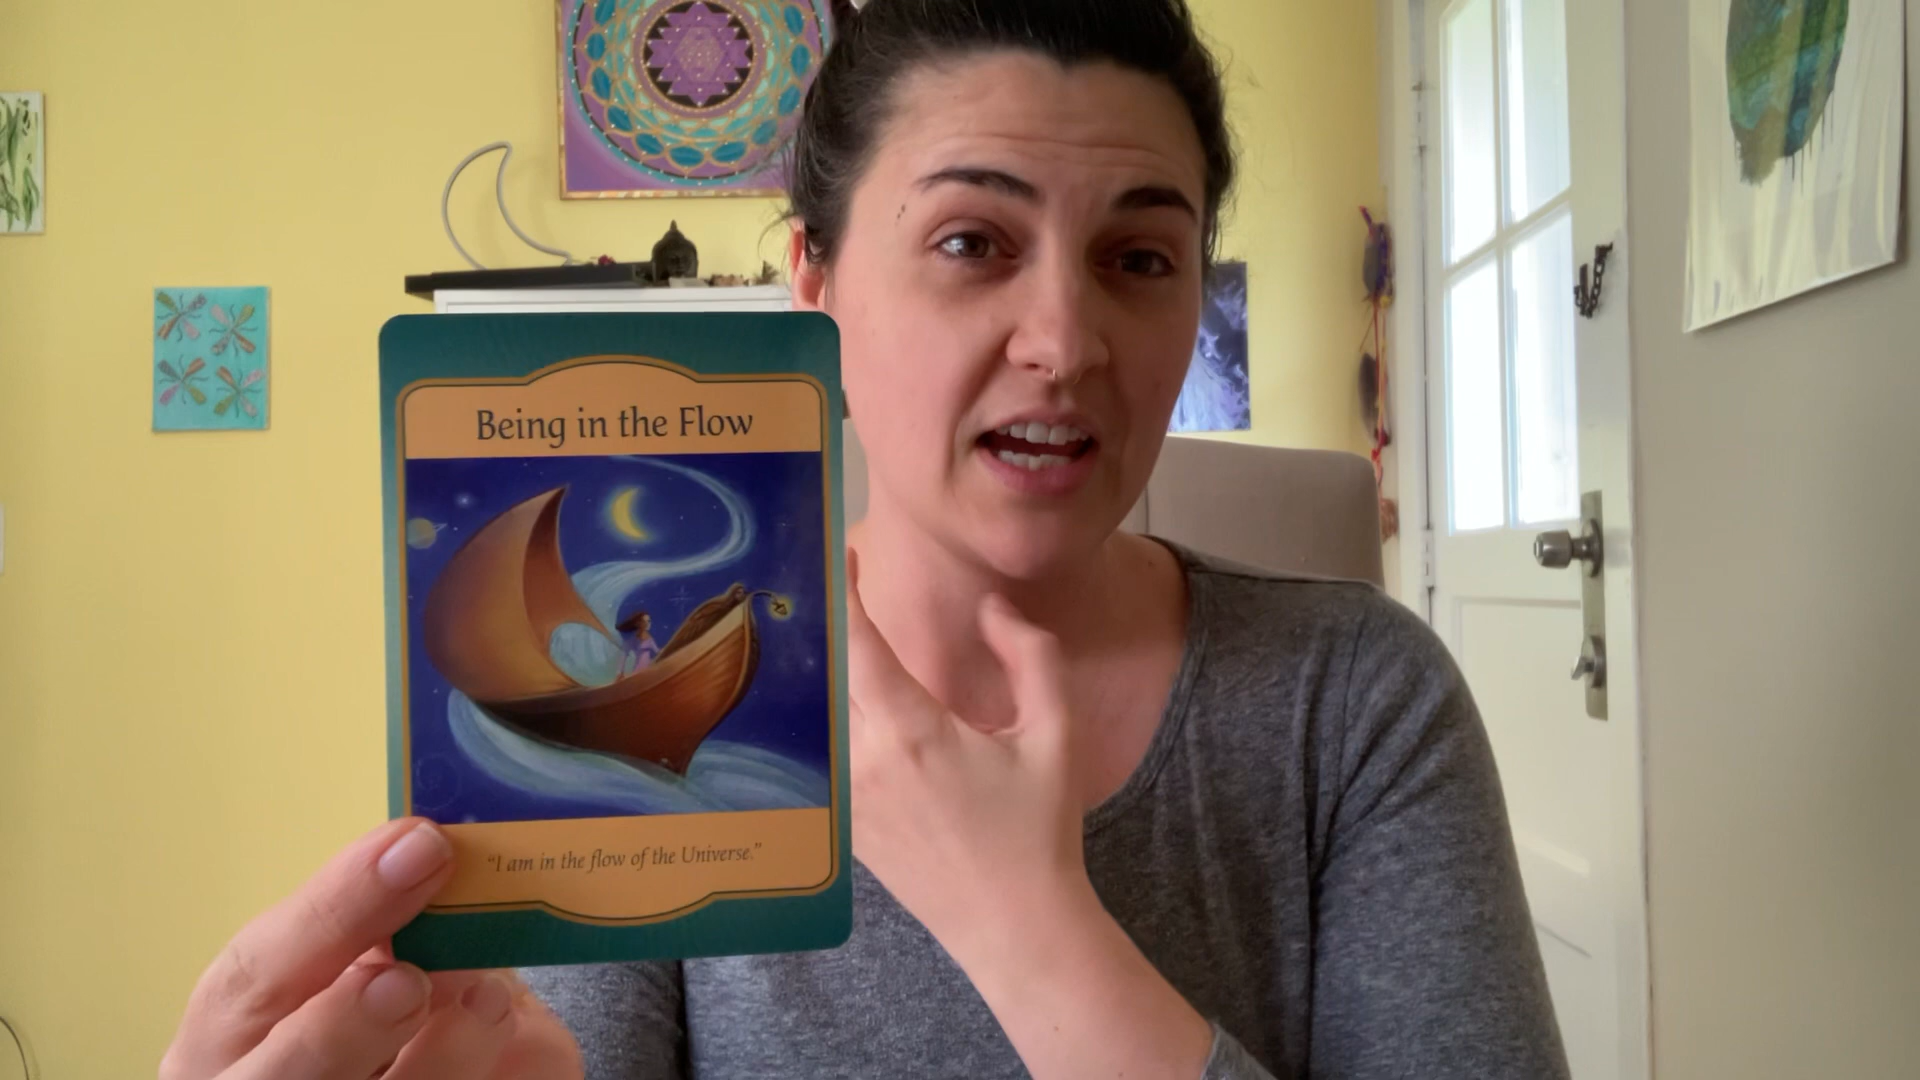 Being in the Flow
“I am in the flow of the Universe.”